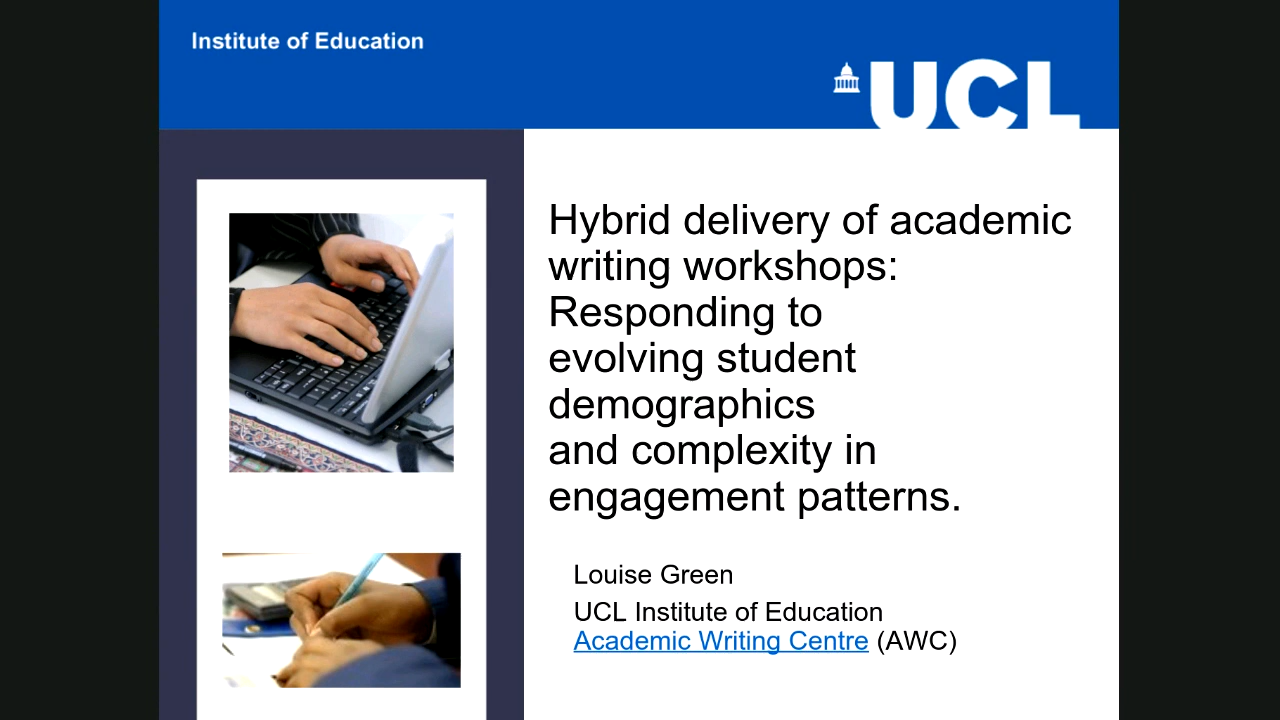 Institute of Education
UCL
Hybrid delivery of academic
writing workshops:
Responding to
evolving student
demographics
and complexity in
engagement patterns.
Louise Green
UCL Institute of Education
Academic Writing Centre (AWC)